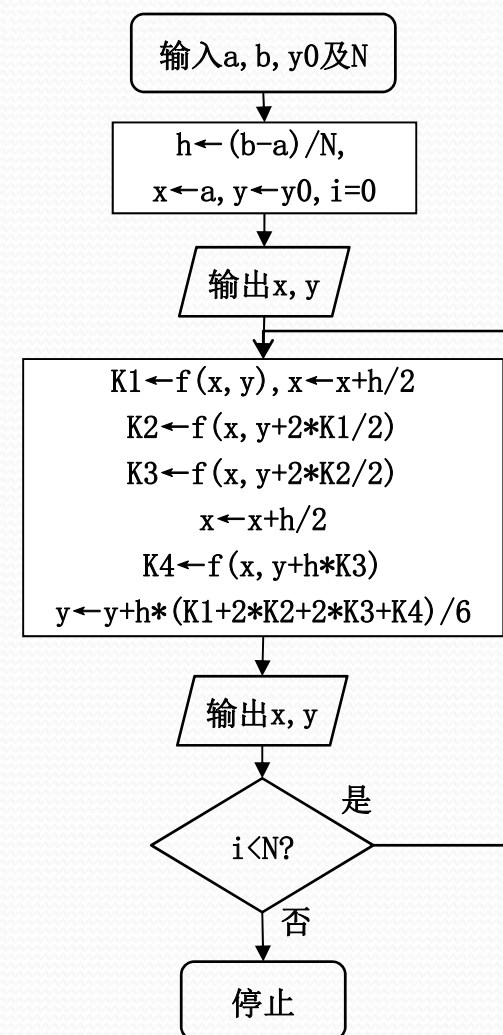 输入a,b,y0及N
h←(b-a)/N,
x←a,y←y0,i=0
输出x,y
K1←f(x,y),x←x+h/2
K2←f(x,y+2*K1/2)
K3←f(x,y+2*K2/2)
x←x+h/2
K4←f(x,y+h*K3)
y←y+h*(K1+2*K2+2*K3+K4)/6
输出x,y
是
i<N?
否
停止